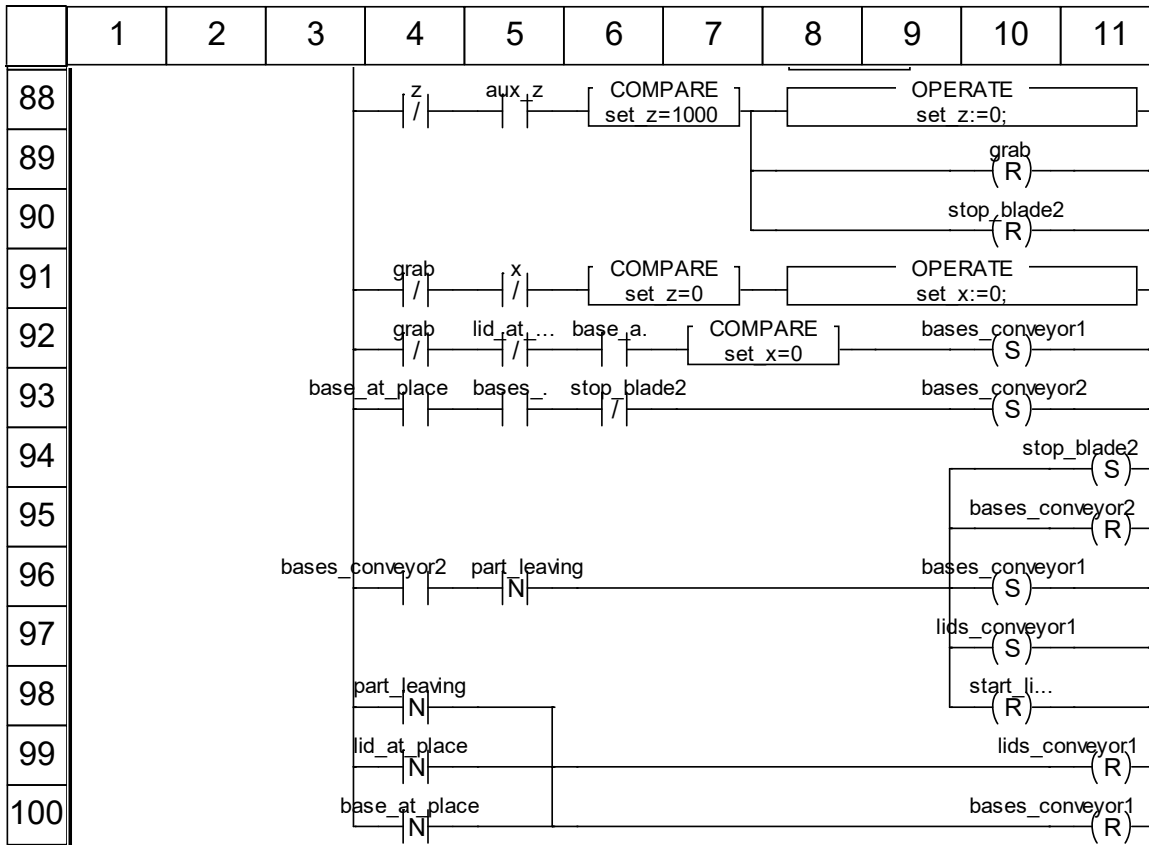 1 2 3 4 5 6 7 8 9 10 11
88 z aux_z COMPARE OPERATE
/ set_z=1000 set_z:=0;
89 grab
R
90 stop_blade2
R
91 grab x COMPARE OPERATE
/ / set_z=0 set_x:=0;
92 grab lid_at_... base_a. COMPARE bases_conveyor1
/ / set_x=0 S
93 base_at_place bases_. stop_blade2 bases_conveyor2
/ S
94 stop_blade2
S
95 bases_conveyor2
R
96 bases_conveyor2 part_leaving bases_conveyor1
N S
97 lids_conveyor1
S
98 part_leaving start_li...
N R
99 lid_at_place lids_conveyor1
N R
100 base_at_place bases_conveyor1
N R